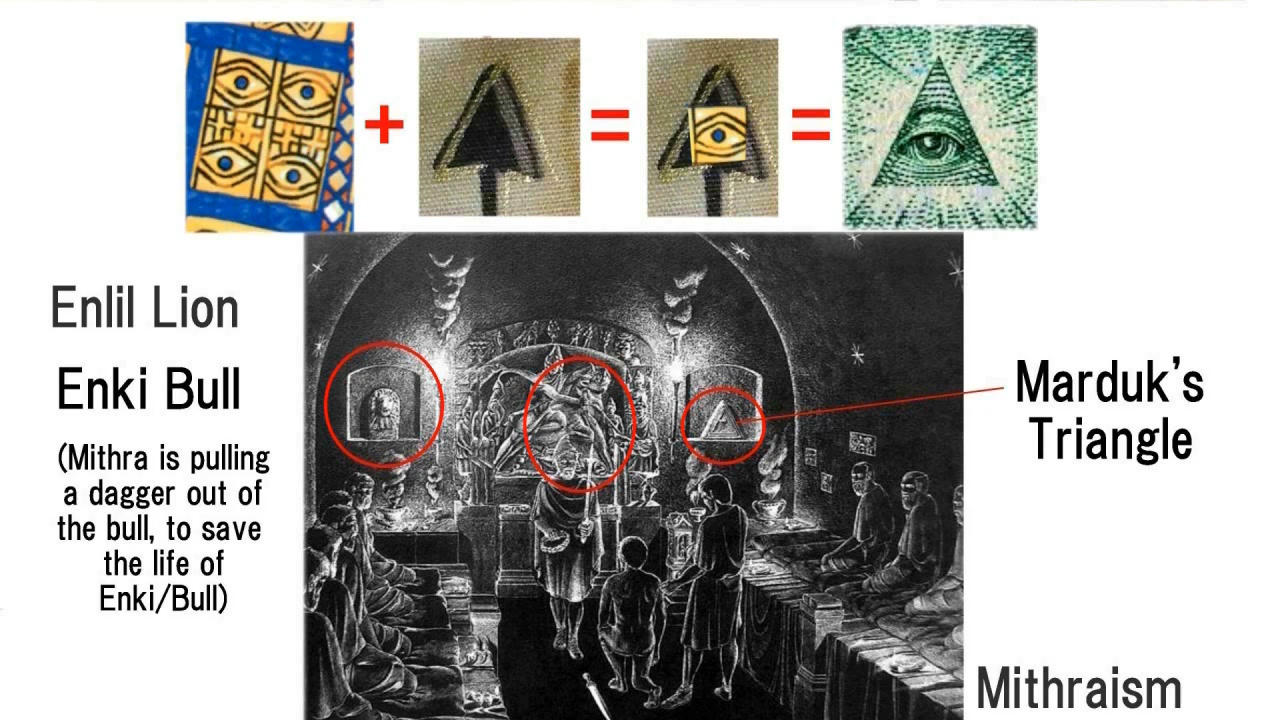 + = =
Enlil Lion
Enki Bull
(Mithra is pulling
a dagger out of
the bull, to save
the life of
Enki/Bull)
Marduk's
Triangle
Mithraism